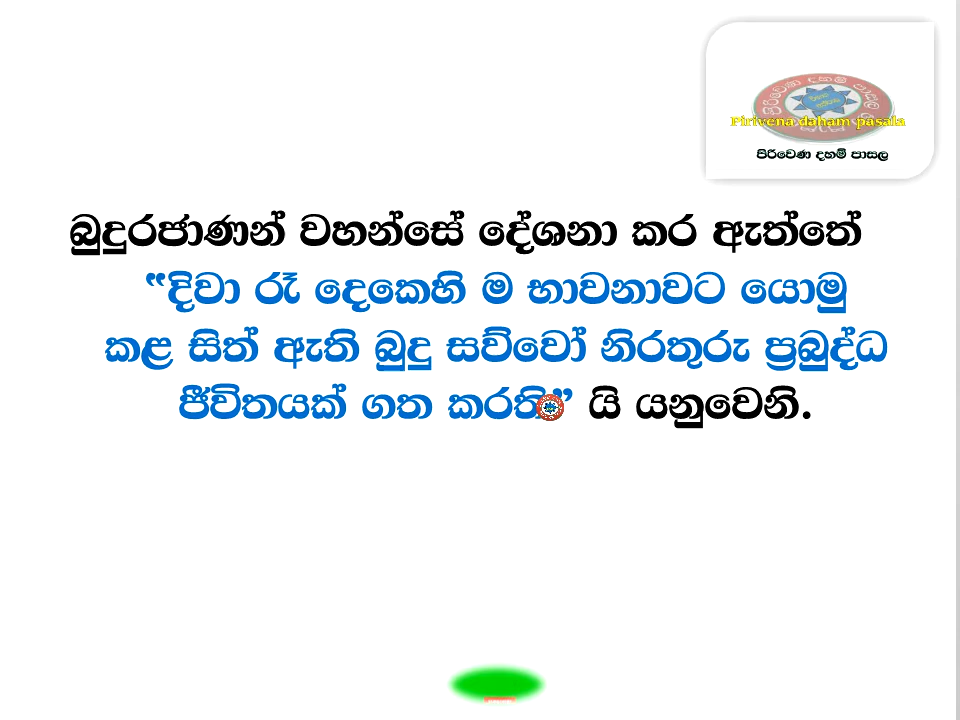 Pirivena daham pasala
පිරිවෙණ දහම් පාසල
බුදුරජාණන් වහන්සේ දේශනා කර ඇත්තේ
“දිවා රෑ දෙකෙහි ම භාවනාවට යොමු
කළ සිත් ඇති බුදු සව්වෝ නිරතුරු ප්‍රබුද්ධ
ජීවිතයක් ගත කරති” යි යනුවෙනි.